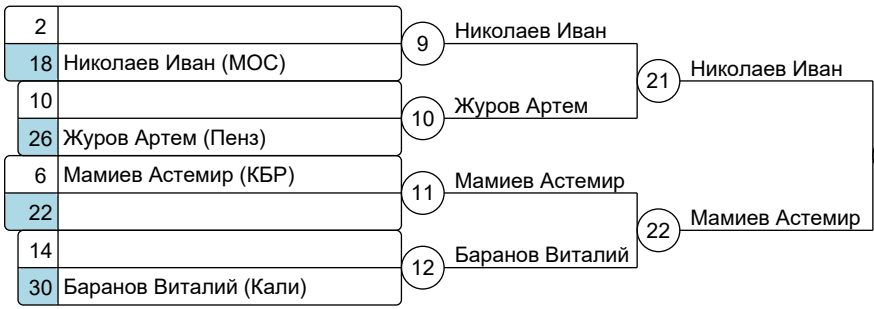 2
9
Николаев Иван
18 Николаев Иван (МОС)
21
Николаев Иван
10
10
Журов Артем
26 Журов Артем (Пенз)
6 Мамиев Астемир (КБР)
11
Мамиев Астемир
22
22
Мамиев Астемир
14
12
Баранов Виталий
30 Баранов Виталий (Кали)